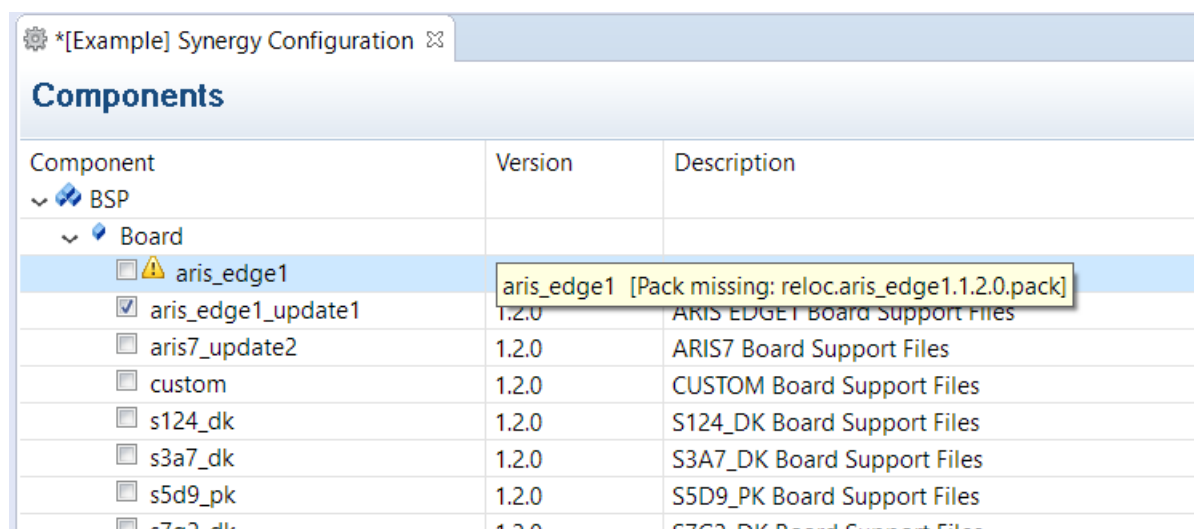 *[Example] Synergy Configuration
Components
Component Version Description
BSP
Board
aris_edge1
aris_edge1 [Pack missing: reloc.aris_edge1.1.2.0.pack]
aris_edge1_update1 1.2.0 ARIS EDGE1 Board Support Files
aris7_update2 1.2.0 ARIS7 Board Support Files
custom 1.2.0 CUSTOM Board Support Files
s124_dk 1.2.0 S124_DK Board Support Files
s3a7_dk 1.2.0 S3A7_DK Board Support Files
s5d9_pk 1.2.0 S5D9_PK Board Support Files